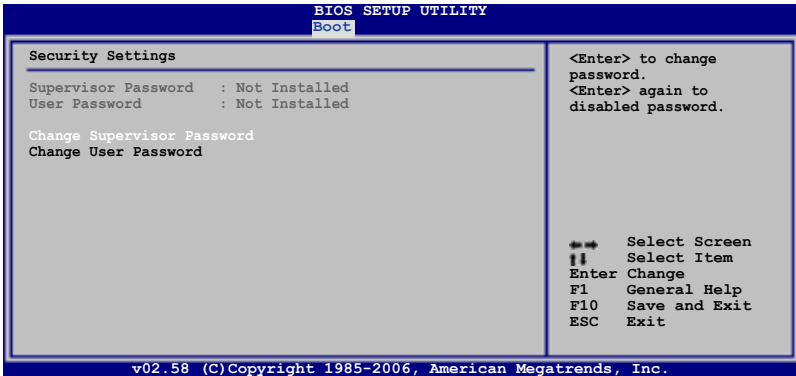 BIOS SETUP UTILITY
Boot
Security Settings
Supervisor Password : Not Installed
User Password : Not Installed
Change Supervisor Password
Change User Password
<Enter> to change
password.
<Enter> again to
disabled password.
←→ Select Screen
↑↓ Select Item
Enter Change
F1 General Help
F10 Save and Exit
ESC Exit
v02.58 (C)Copyright 1985-2006, American Megatrends, Inc.